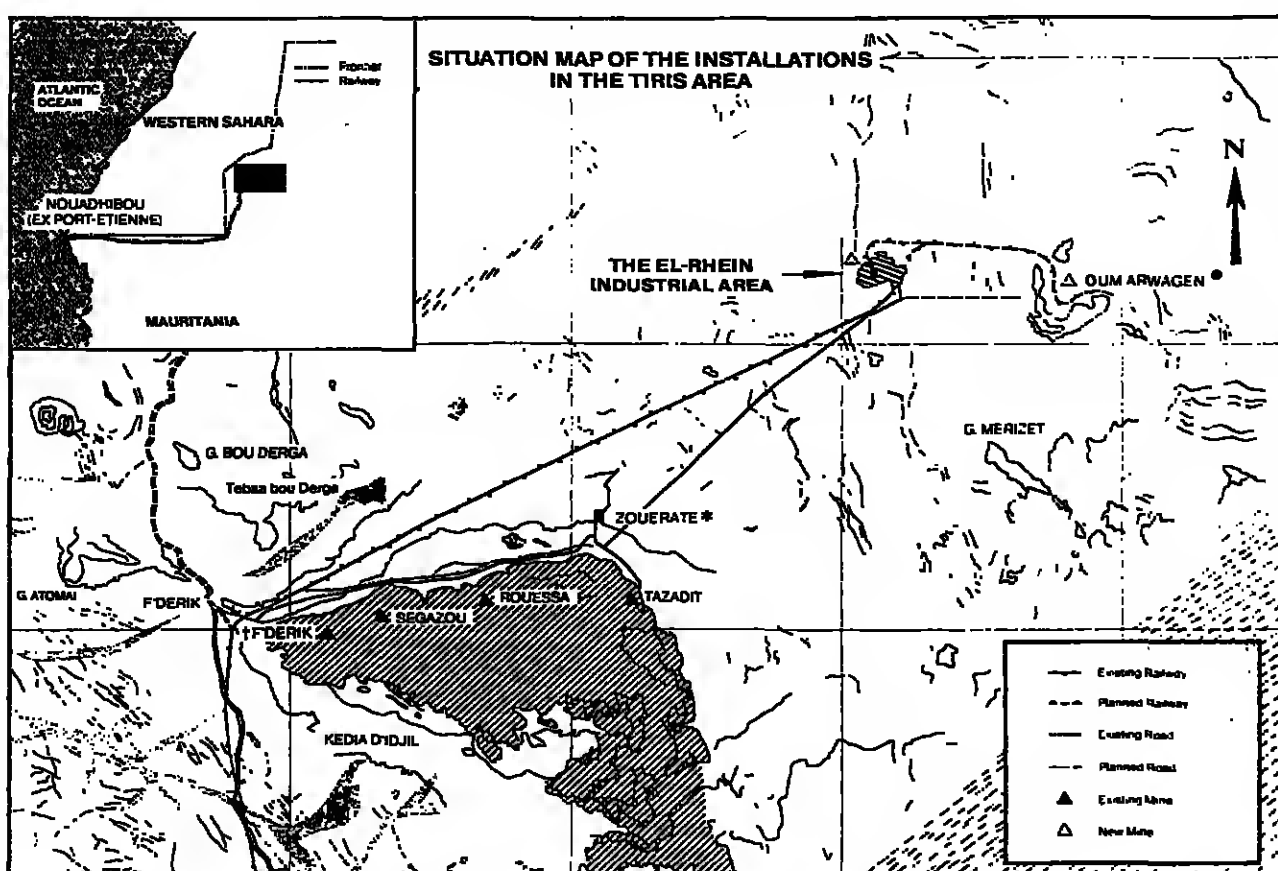 SITUATION MAP OF THE INSTALLATIONS
IN THE TIRIS AREA
Frontier
Railway
ATLANTIC
OCEAN
WESTERN SAHARA
NOUADHIBOU
(EX PORT-ETIENNE)
MAURITANIA
N
THE EL-RHEIN
INDUSTRIAL AREA
OUM ARWAGEN
G. BOU DERGA
Tebaa bou Derga
G. MERIZET
ZOUERATE*
G. ATOMAI
F'DERIK
ROUESSA
TAZADIT
SEGAZOU
†F'DERIK
KEDIA D'IDJIL
Existing Railway
Planned Railway
Existing Road
Planned Road
Existing Mine
New Mine